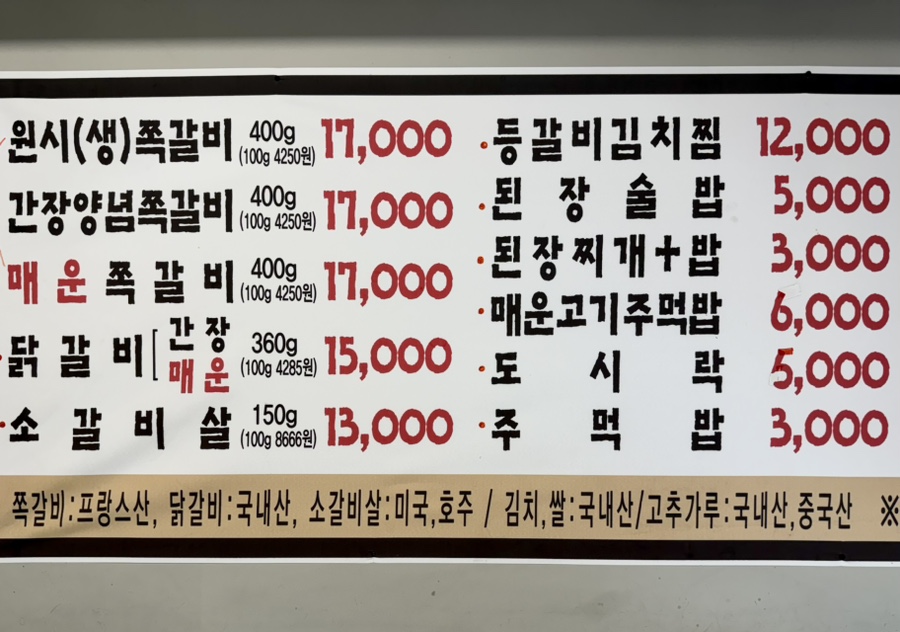 원시(생)쪽갈비 400g (100g 4250원) 17,000
간장양념쪽갈비 400g (100g 4250원) 17,000
매운쪽갈비 400g (100g 4250원) 17,000
닭갈비[간장 매운 360g (100g 4285원) 15,000
소갈비살 150g (100g 8666원) 13,000
등갈비김치찜 12,000
된장술밥 5,000
된장찌개+밥 3,000
매운고기주먹밥 6,000
도시락 5,000
주먹밥 3,000
쪽갈비:프랑스산, 닭갈비:국내산, 소갈비살:미국,호주 / 김치,쌀:국내산/고추가루:국내산,중국산 ※